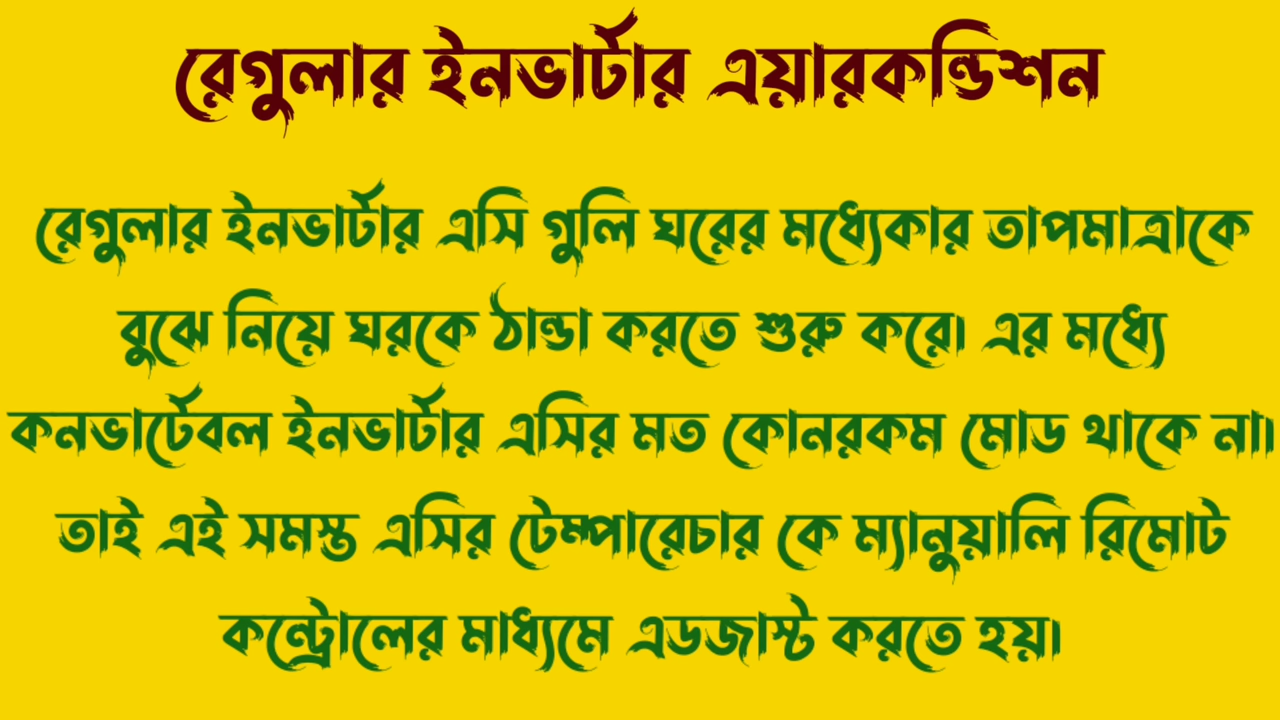 রেগুলার ইনভার্টার এয়ারকন্ডিশন
রেগুলার ইনভার্টার এসি গুলি ঘরের মধ্যেকার তাপমাত্রাকে
বুঝে নিয়ে ঘরকে ঠান্ডা করতে শুরু করে। এর মধ্যে
কনভার্টেবল ইনভার্টার এসির মত কোনরকম মোড থাকে না।
তাই এই সমস্ত এসির টেম্পারেচার কে ম্যানুয়ালি রিমোট
কন্ট্রোলের মাধ্যমে এডজাস্ট করতে হয়।